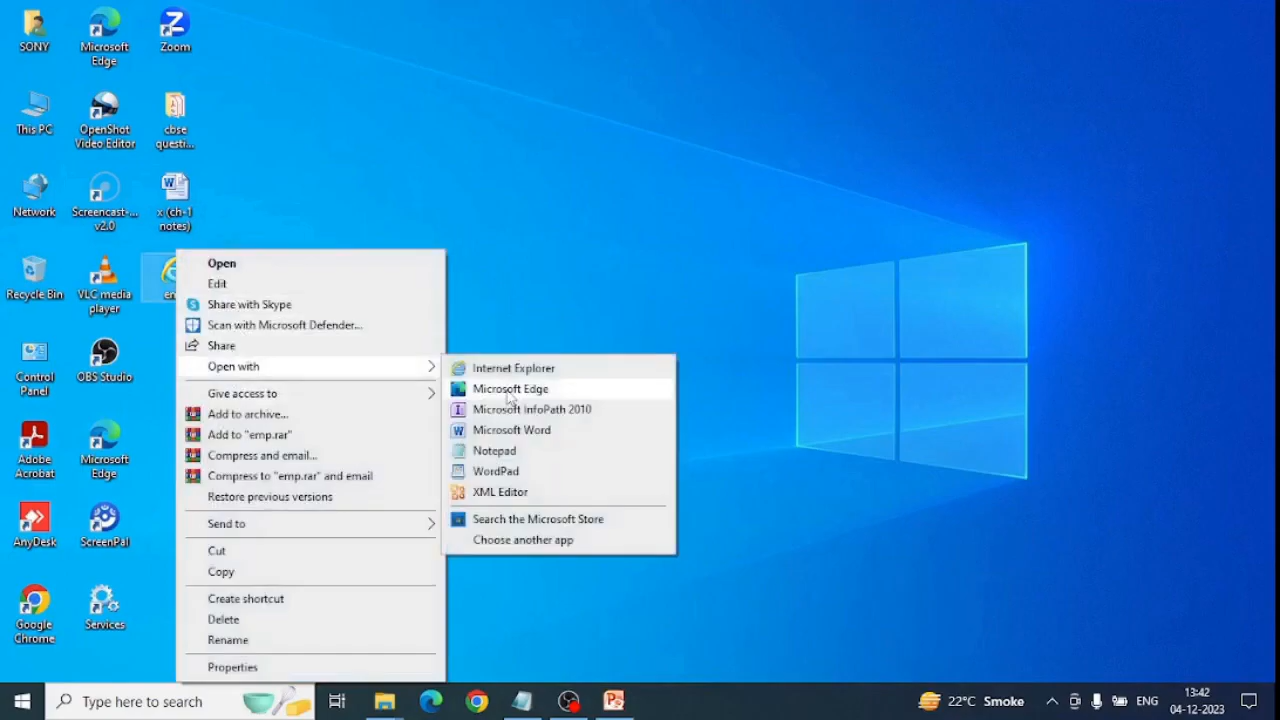 SONY
Microsoft
Edge
Zoom
This PC
OpenShot
Video Editor
cbse
questi...
Network
Screencast-...
v2.0
x (ch-1
notes)
Recycle Bin
VLC media
player
Control
Panel
OBS Studio
Adobe
Acrobat
Microsoft
Edge
AnyDesk
ScreenPal
Google
Chrome
Services
Open
Edit
Share with Skype
Scan with Microsoft Defender...
Share
Open with
Give access to
Add to archive...
Add to "emp.rar"
Compress and email...
Compress to "emp.rar" and email
Restore previous versions
Send to
Cut
Copy
Create shortcut
Delete
Rename
Properties
Internet Explorer
Microsoft Edge
Microsoft InfoPath 2010
Microsoft Word
Notepad
WordPad
XML Editor
Search the Microsoft Store
Choose another app
Type here to search
22°C Smoke
ENG
13:42
04-12-2023